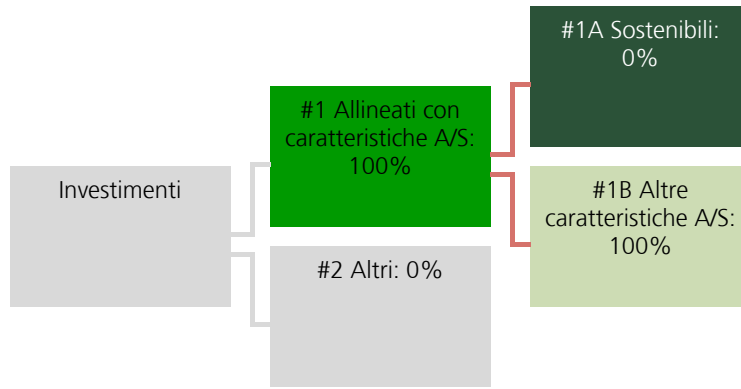 Investimenti
#1 Allineati con
caratteristiche A/S:
100%
#2 Altri: 0%
#1A Sostenibili:
0%
#1B Altre
caratteristiche A/S:
100%